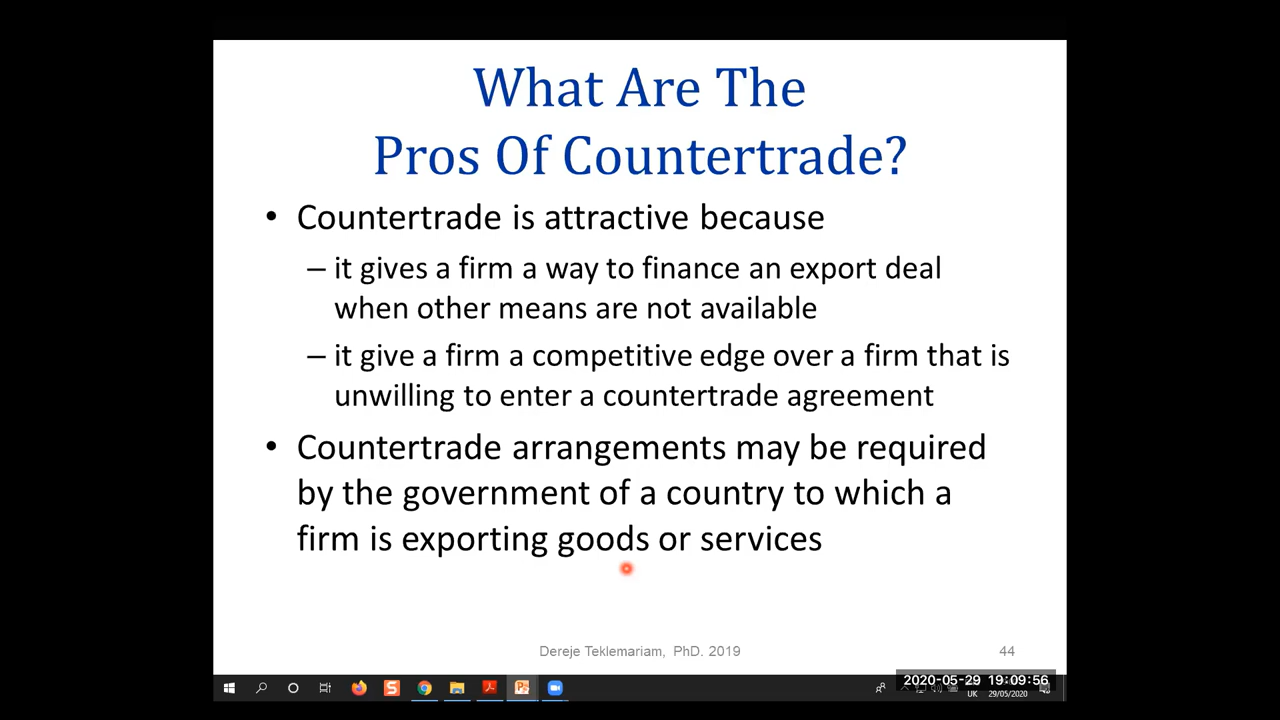 What Are The
Pros Of Countertrade?
• Countertrade is attractive because
– it gives a firm a way to finance an export deal
when other means are not available
– it give a firm a competitive edge over a firm that is
unwilling to enter a countertrade agreement
• Countertrade arrangements may be required
by the government of a country to which a
firm is exporting goods or services
Dereje Teklemariam, PhD. 2019
44
2020-05-29 19:09:56
UK
29/05/2020